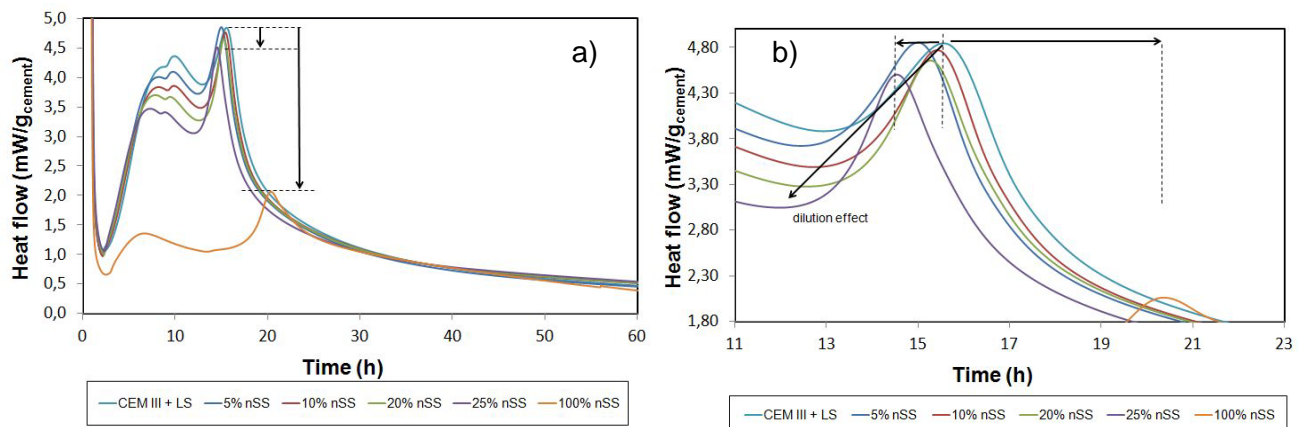 Heat flow (mW/gcement)
5,0
4,5
4,0
3,5
3,0
2,5
2,0
1,5
1,0
0,5
0,0
a)
0 10 20 30 40 50 60
Time (h)
CEM III + LS 5% nSS 10% nSS 20% nSS 25% nSS 100% nSS
Heat flow (mW/gcement)
4,80
4,30
3,80
3,30
2,80
2,30
1,80
b)
dilution effect
11 13 15 17 19 21 23
Time (h)
CEM III + LS 5% nSS 10% nSS 20% nSS 25% nSS 100% nSS